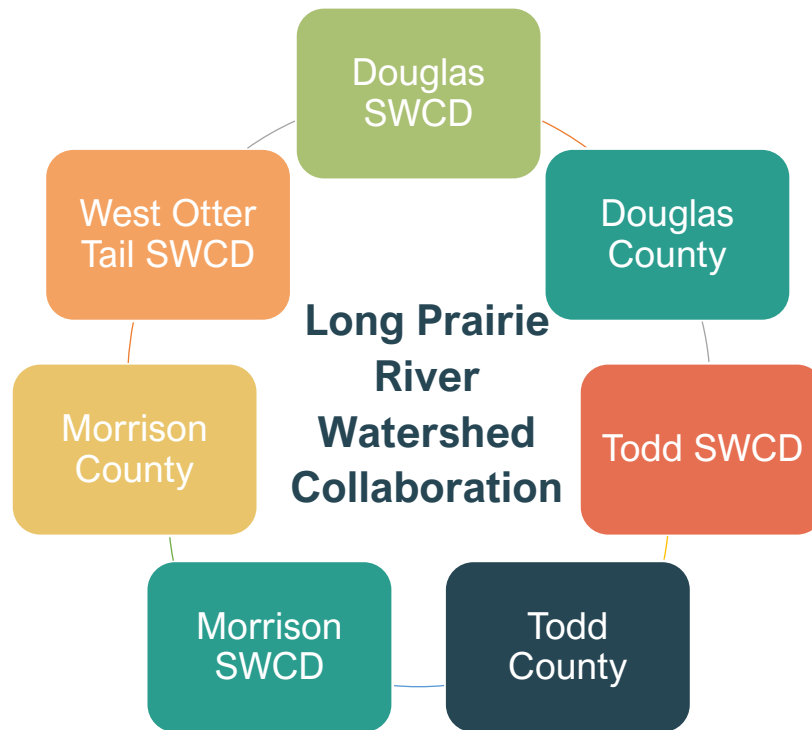 Douglas
SWCD
Douglas
County
Todd SWCD
Todd
County
Morrison
SWCD
Morrison
County
West Otter
Tail SWCD
Long Prairie
River
Watershed
Collaboration